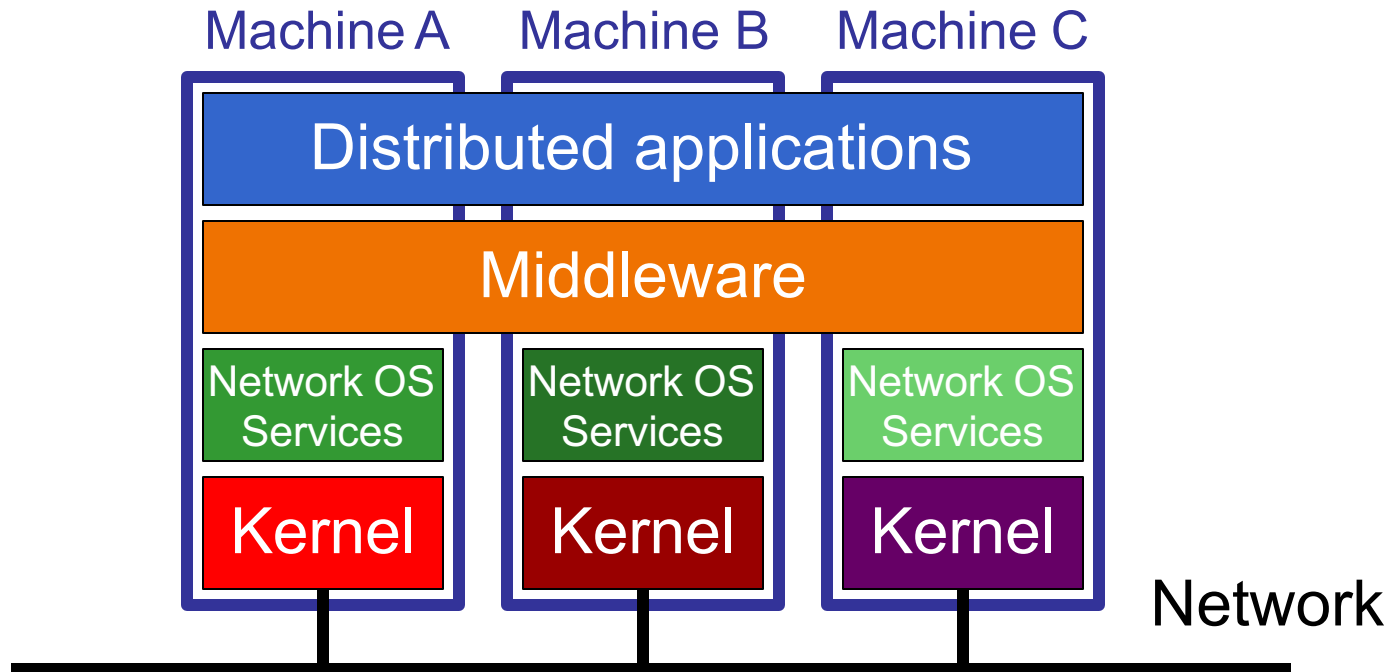 Machine A
Machine B
Machine C
Distributed applications
Middleware
Network OS
Services
Network OS
Services
Network OS
Services
Kernel
Kernel
Kernel
Network